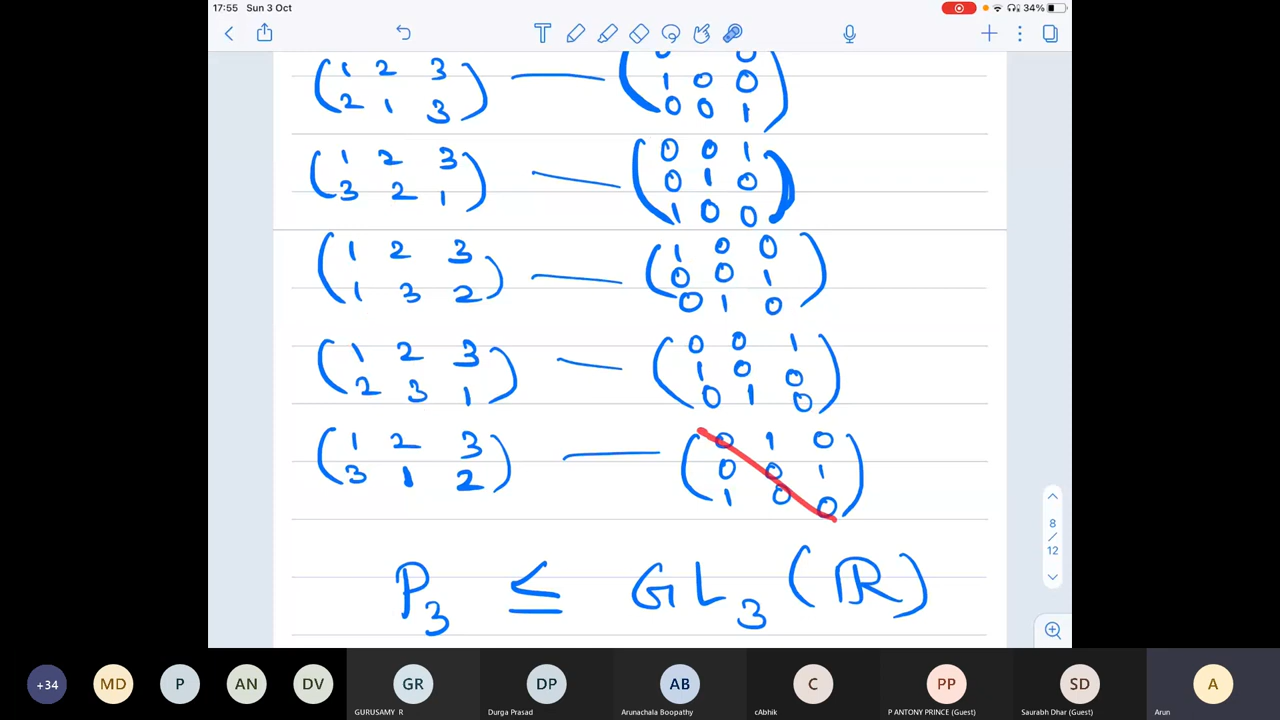 17:55 Sun 3 Oct 34%
( 1 2 3 ) — ( 0 0
( 2 1 3 ) 1 0 0
0 0 1 )
( 1 2 3 ) — ( 0 0 1 )
( 3 2 1 ) ( 0 1 0 )
( 1 0 0 )
( 1 2 3 ) — ( 1 0 0 )
( 1 3 2 ) ( 0 0 1 )
( 0 1 0 )
( 1 2 3 ) — ( 0 0 1 )
( 2 3 1 ) ( 1 0 0 )
( 0 1 0 )
( 1 2 3 ) — ( 0 1 0 )
( 3 1 2 ) ( 0 0 1 )
( 1 0 0 )
P₃ ≤ GL₃ (ℝ)
8
/
12
+34 MD P AN DV GR DP AB C PP SD A
GURUSAMY R Durga Prasad Arunachala Boopathy cAbhik P ANTONY PRINCE (Guest) Saurabh Dhar (Guest) Arun